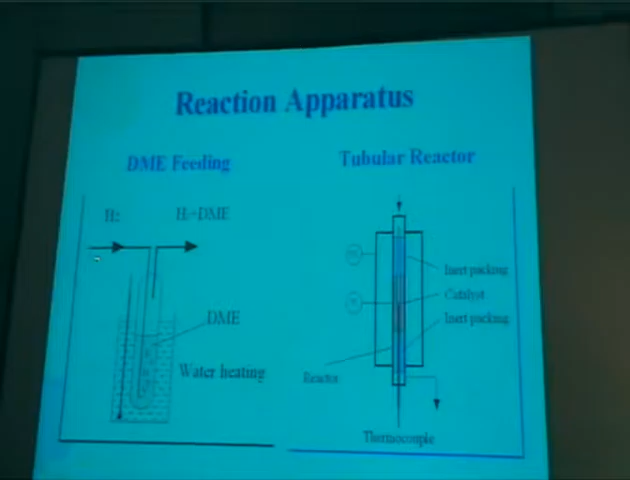 Reaction Apparatus
DME Feeding
Tubular Reactor
H₂
H₂+DME
DME
Water heating
Inert packing
Catalyst
Inert packing
Reactor
Thermocouple